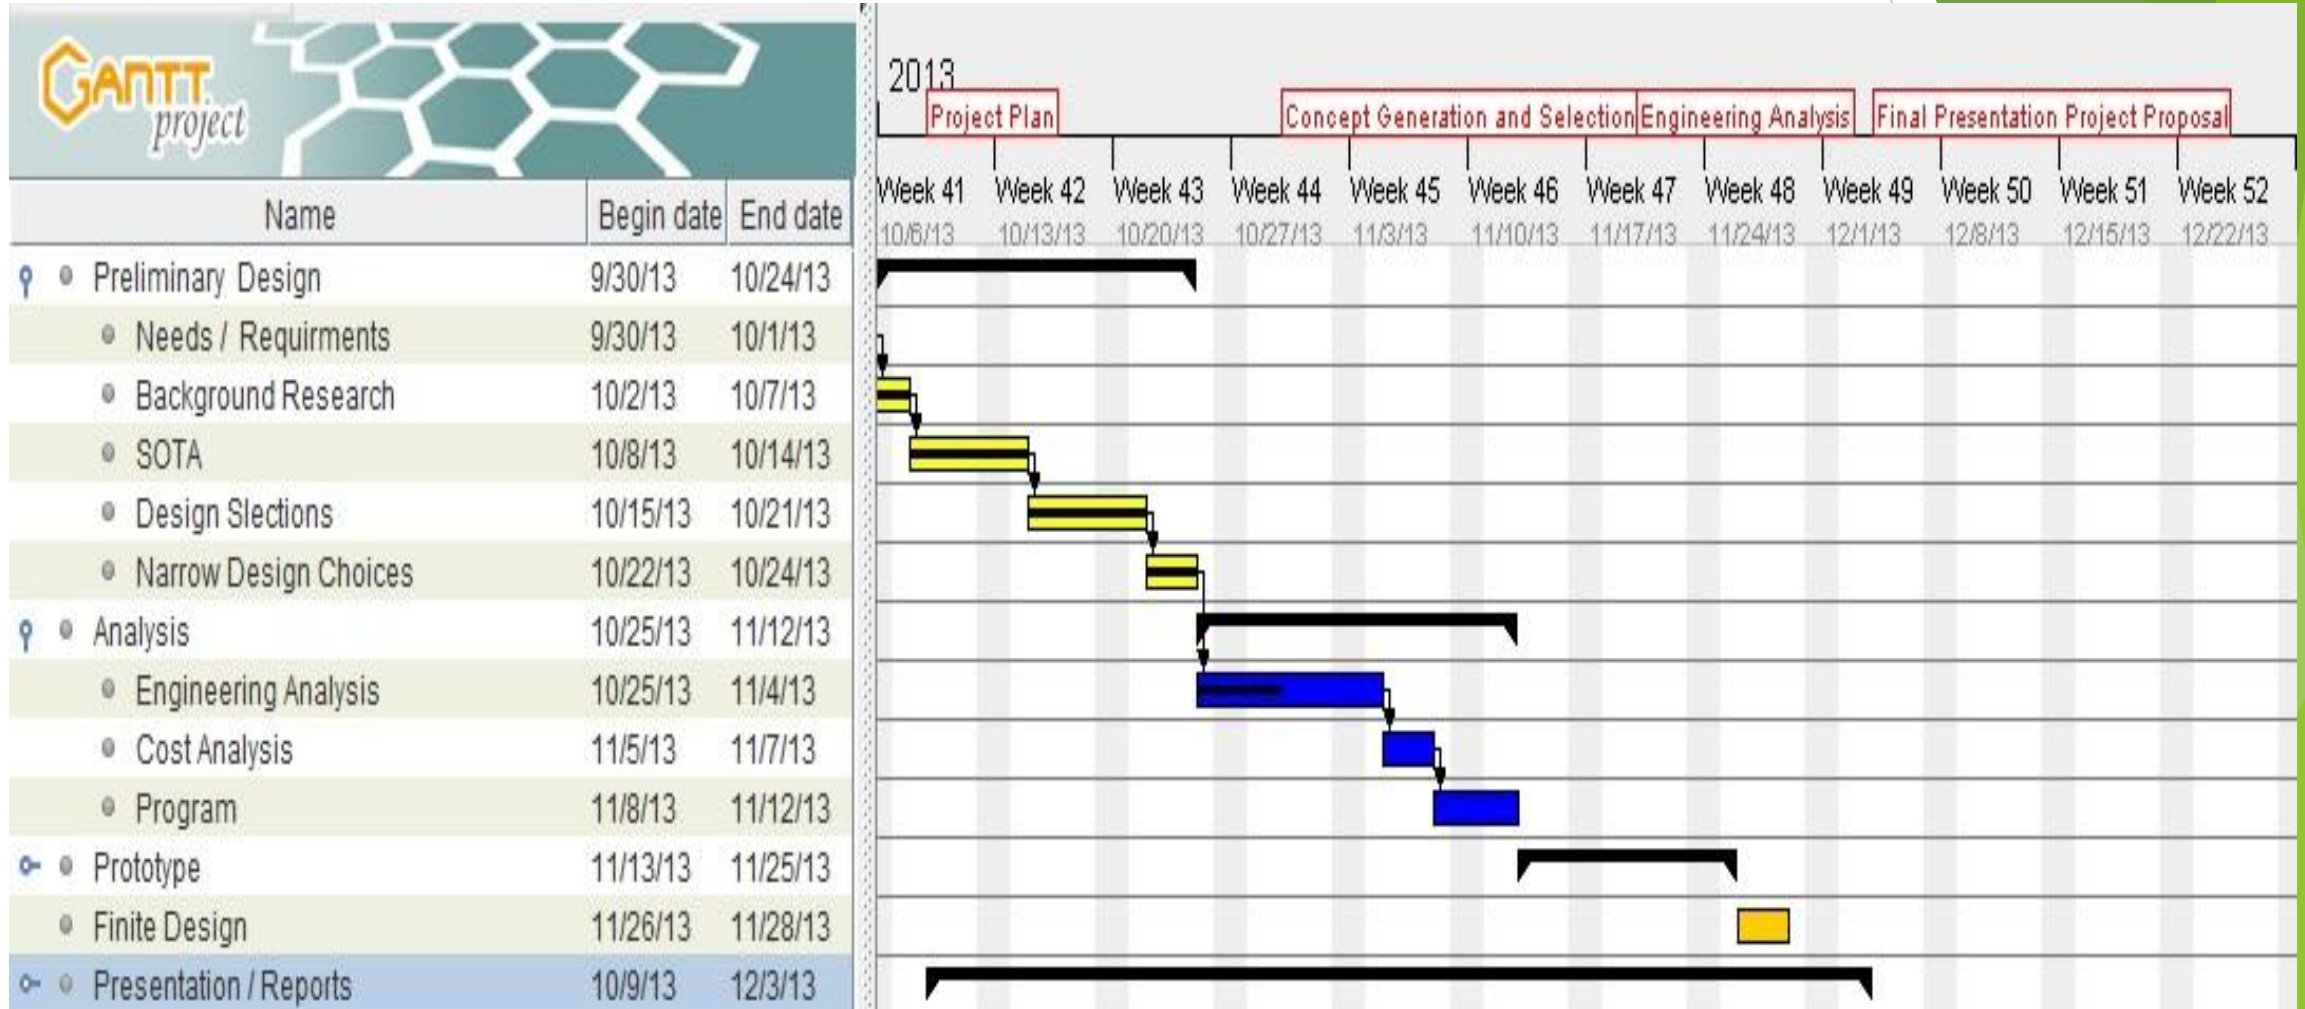 GANTT
project
2013
Project Plan
Concept Generation and Selection
Engineering Analysis
Final Presentation Project Proposal
Week 41 Week 42 Week 43 Week 44 Week 45 Week 46 Week 47 Week 48 Week 49 Week 50 Week 51 Week 52
10/6/13 10/13/13 10/20/13 10/27/13 11/3/13 11/10/13 11/17/13 11/24/13 12/1/13 12/8/13 12/15/13 12/22/13
Name Begin date End date
Preliminary Design 9/30/13 10/24/13
Needs / Requirments 9/30/13 10/1/13
Background Research 10/2/13 10/7/13
SOTA 10/8/13 10/14/13
Design Slections 10/15/13 10/21/13
Narrow Design Choices 10/22/13 10/24/13
Analysis 10/25/13 11/12/13
Engineering Analysis 10/25/13 11/4/13
Cost Analysis 11/5/13 11/7/13
Program 11/8/13 11/12/13
Prototype 11/13/13 11/25/13
Finite Design 11/26/13 11/28/13
Presentation / Reports 10/9/13 12/3/13